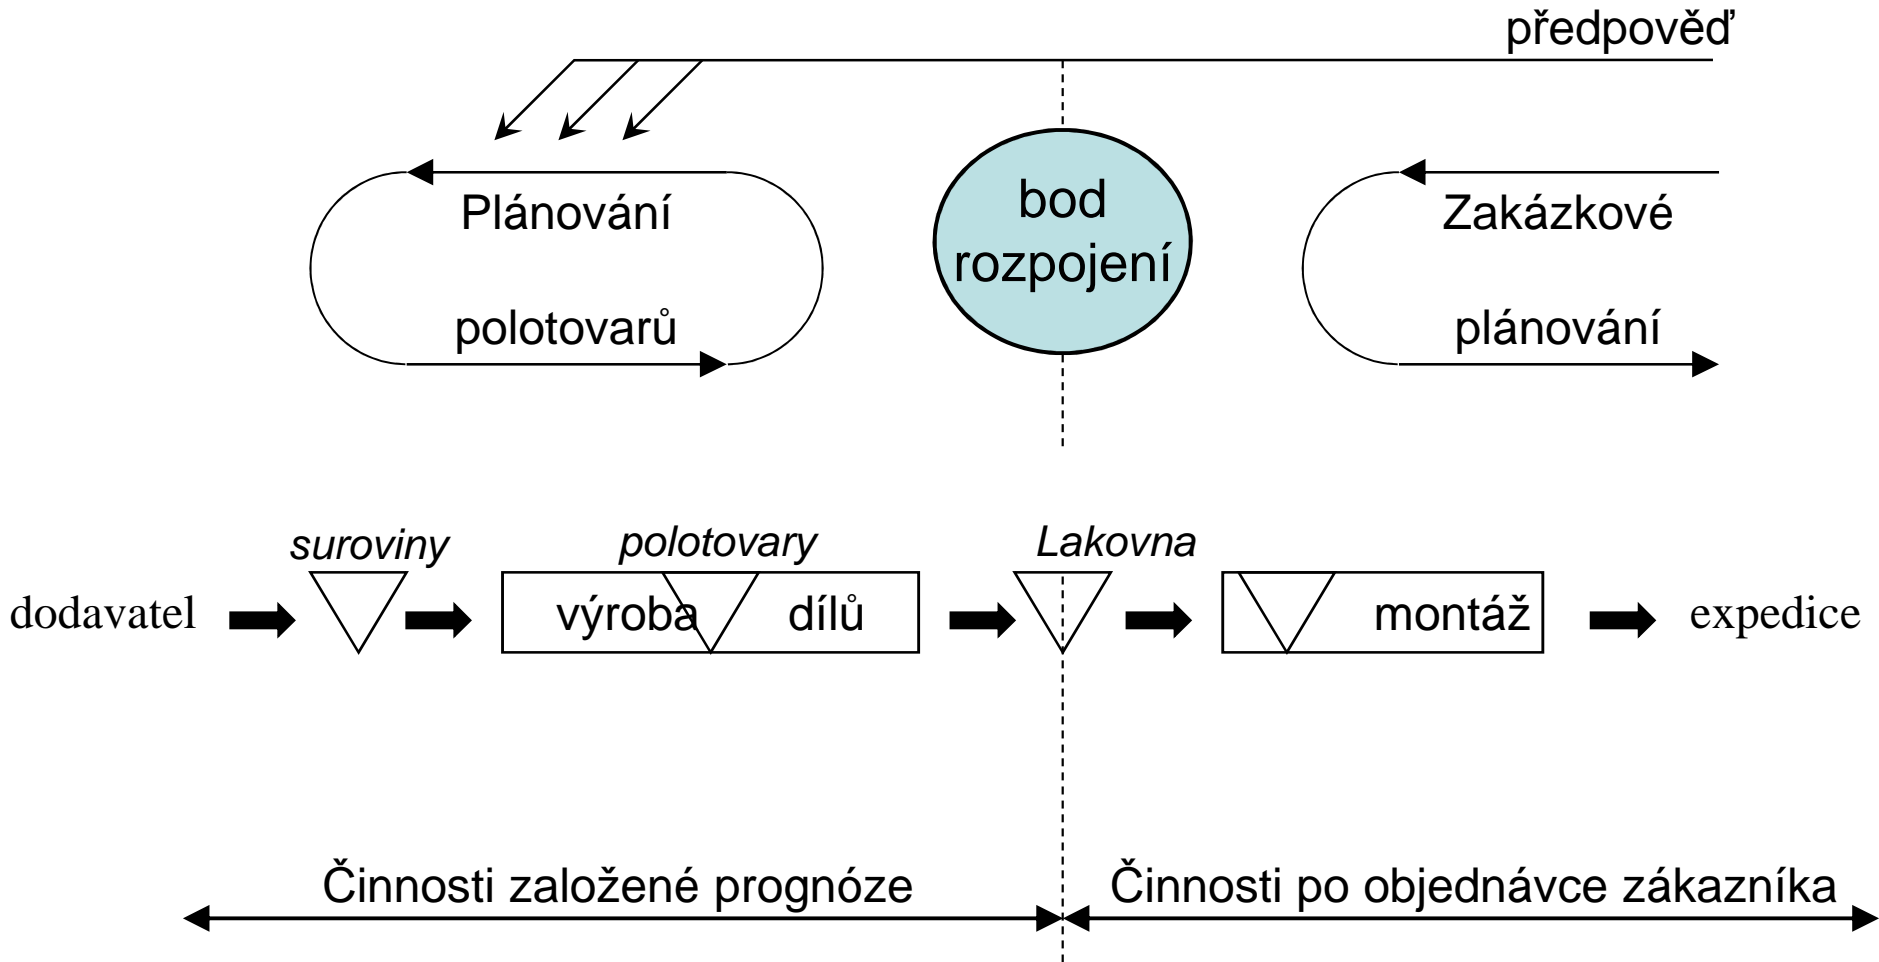 předpověď
Plánování
polotovarů
bod
rozpojení
Zakázkové
plánování
suroviny
polotovary
Lakovna
dodavatel
výroba dílů
montáž
expedice
Činnosti založené prognóze
Činnosti po objednávce zákazníka